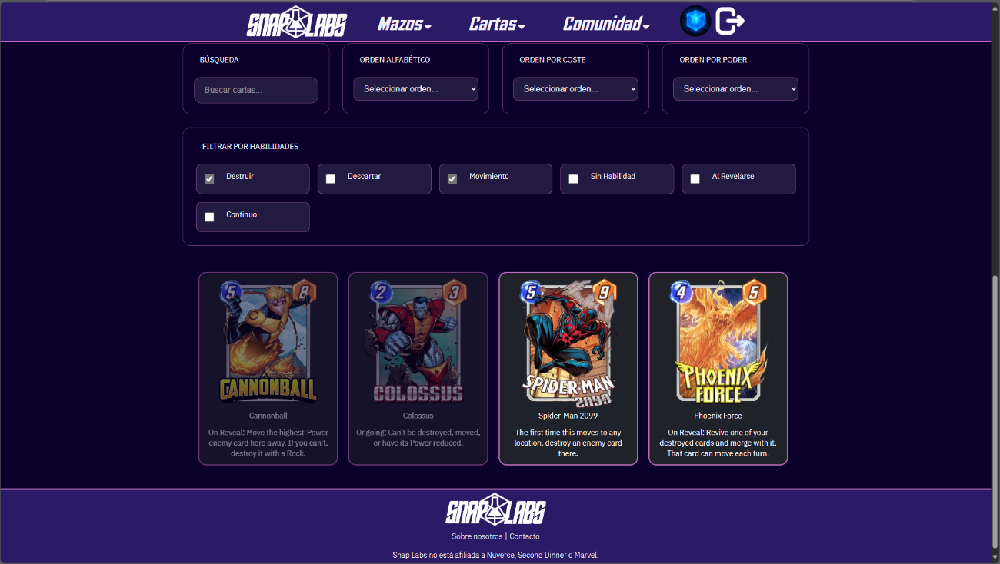 SNAP LABS
Mazos
Cartas
Comunidad
BÚSQUEDA
Buscar cartas...
ORDEN ALFABÉTICO
Seleccionar orden...
ORDEN POR COSTE
Seleccionar orden...
ORDEN POR PODER
Seleccionar orden...
FILTRAR POR HABILIDADES
Destruir
Descartar
Movimiento
Sin Habilidad
Al Revelarse
Continuo
5 8
CANNONBALL
Cannonball
On Reveal: Move the highest-Power
enemy card here away. If you can't,
destroy it with a Rock.
2 3
COLOSSUS
Colossus
Ongoing: Can't be destroyed, moved,
or have its Power reduced.
5 9
SPIDER-MAN
2099
Spider-Man 2099
The first time this moves to any
location, destroy an enemy card
there.
4 5
PHOENIX
FORCE
Phoenix Force
On Reveal: Revive one of your
destroyed cards and merge with it.
That card can move each turn.
SNAP LABS
Sobre nosotros | Contacto
Snap Labs no está afiliada a Nuverse, Second Dinner o Marvel.